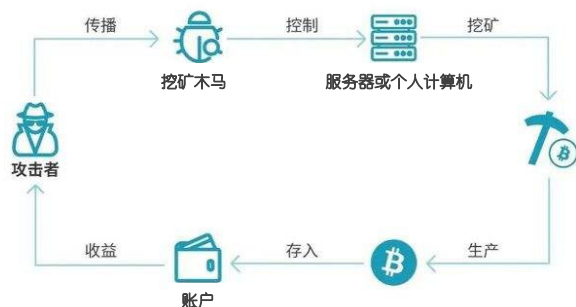 传播
控制
挖矿
挖矿木马
服务器或个人计算机
攻击者
收益
存入
生产
账户